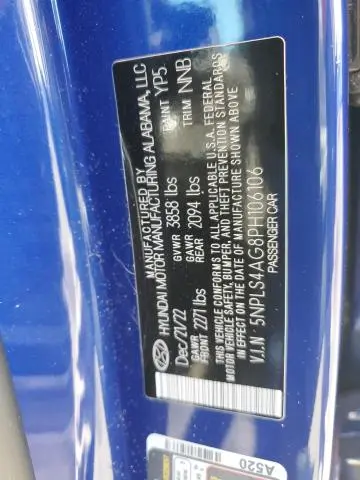 MANUFACTURED BY
HYUNDAI MOTOR MANUFACTURING ALABAMA, LLC
Dec/21/22 GVWR 3858 lbs PAINT YP5
GAWR FRONT 2271 lbs GAWR REAR 2094 lbs TRIM NNB
THIS VEHICLE CONFORMS TO ALL APPLICABLE U.S.A. FEDERAL
MOTOR VEHICLE SAFETY, BUMPER, AND THEFT PREVENTION STANDARDS
IN EFFECT ON THE DATE OF MANUFACTURE SHOWN ABOVE
V.I.N : 5NPLS4AG8PH106106
PASSENGER CAR
A520